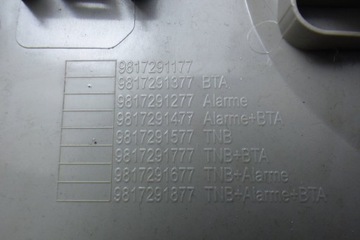 9817291177
9817291377 BTA
9817291277 Alarme
9817291477 Alarme+BTA
9817291577 TNB
9817291777 TNB+BTA
9817291677 TNB+Alarme
9817291877 TNB+Alarme+BTA